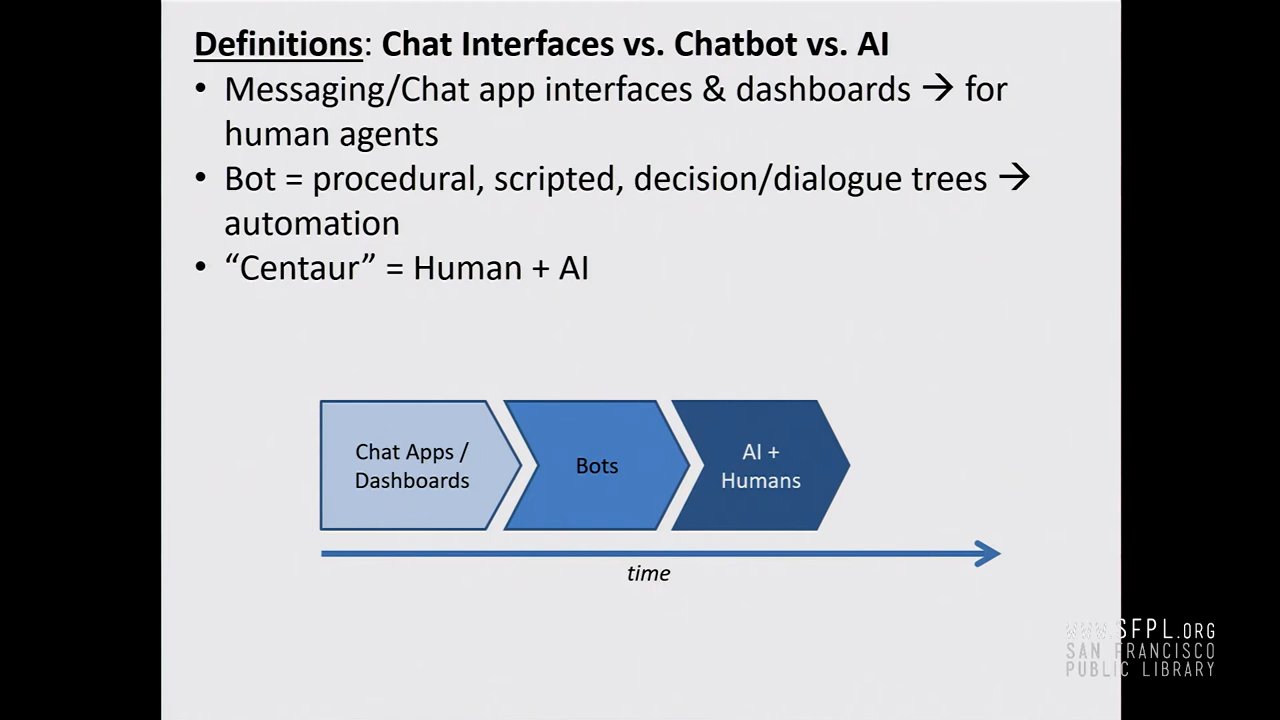 Definitions: Chat Interfaces vs. Chatbot vs. AI
• Messaging/Chat app interfaces & dashboards → for
human agents
• Bot = procedural, scripted, decision/dialogue trees →
automation
• “Centaur” = Human + AI
Chat Apps /
Dashboards
Bots
AI +
Humans
time
WWW.SFPL.ORG
SAN FRANCISCO
PUBLIC LIBRARY